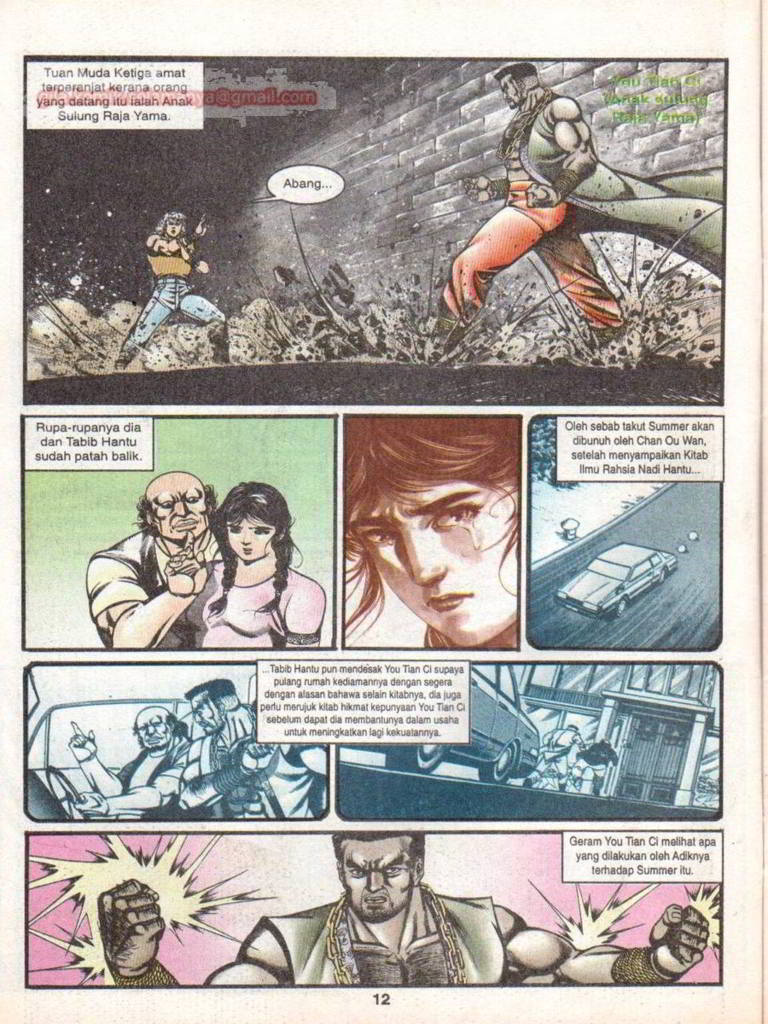 Tuan Muda Ketiga amat
terperanjat kerana orang
yang datang itu ialah Anak
Sulung Raja Yama.
You Tian Ci
(Anak sulung
Raja Yama)
Abang...
Rupa-rupanya dia
dan Tabib Hantu
sudah patah balik.
Oleh sebab takut Summer akan
dibunuh oleh Chan Ou Wan,
setelah menyampaikan Kitab
Ilmu Rahsia Nadi Hantu...
...Tabib Hantu pun mendesak You Tian Ci supaya
pulang rumah kediamannya dengan segera
dengan alasan bahawa selain kitabnya, dia juga
perlu merujuk kitab hikmat kepunyaan You Tian Ci
sebelum dapat dia membantunya dalam usaha
untuk meningkatkan lagi kekuatannya.
Geram You Tian Ci melihat apa
yang dilakukan oleh Adiknya
terhadap Summer itu.
12